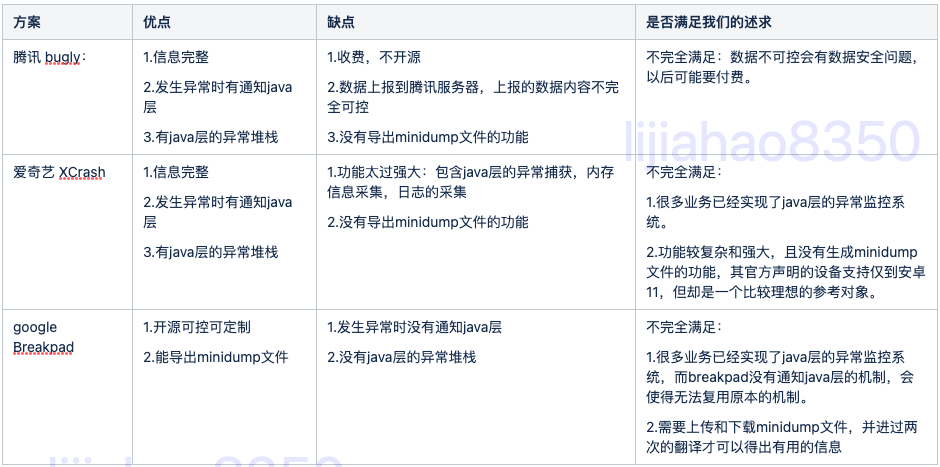 方案
优点
缺点
是否满足我们的述求
腾讯 bugly：
1.信息完整
2.发生异常时有通知java
层
3.有java层的异常堆栈
1.收费，不开源
2.数据上报到腾讯服务器，上报的数据内容不完
全可控
3.没有导出minidump文件的功能
不完全满足：数据不可控会有数据安全问题，
以后可能要付费。
lijiahao8350
爱奇艺 XCrash
1.信息完整
2.发生异常时有通知java
层
3.有java层的异常堆栈
1.功能太过强大：包含java层的异常捕获，内存
信息采集，日志的采集
2.没有导出minidump文件的功能
不完全满足：
1.很多业务已经实现了java层的异常监控系
统。
2.功能较复杂和强大，且没有生成minidump
文件的功能，其官方声明的设备支持仅到安卓
11，但却是一个比较理想的参考对象。
google
Breakpad
1.开源可控可定制
2.能导出minidump文件
1.发生异常时没有通知java层
2.没有java层的异常堆栈
不完全满足：
1.很多业务已经实现了java层的异常监控系
统，而breakpad没有通知java层的机制，会
使得无法复用原本的机制。
2.需要上传和下载minidump文件，并进过两
次的翻译才可以得出有用的信息
lijiahao8350